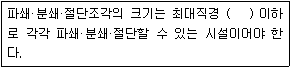 파쇄·분쇄·절단조각의 크기는 최대직경 (  )이하
로 각각 파쇄·분쇄·절단할 수 있는 시설이어야 한
다.